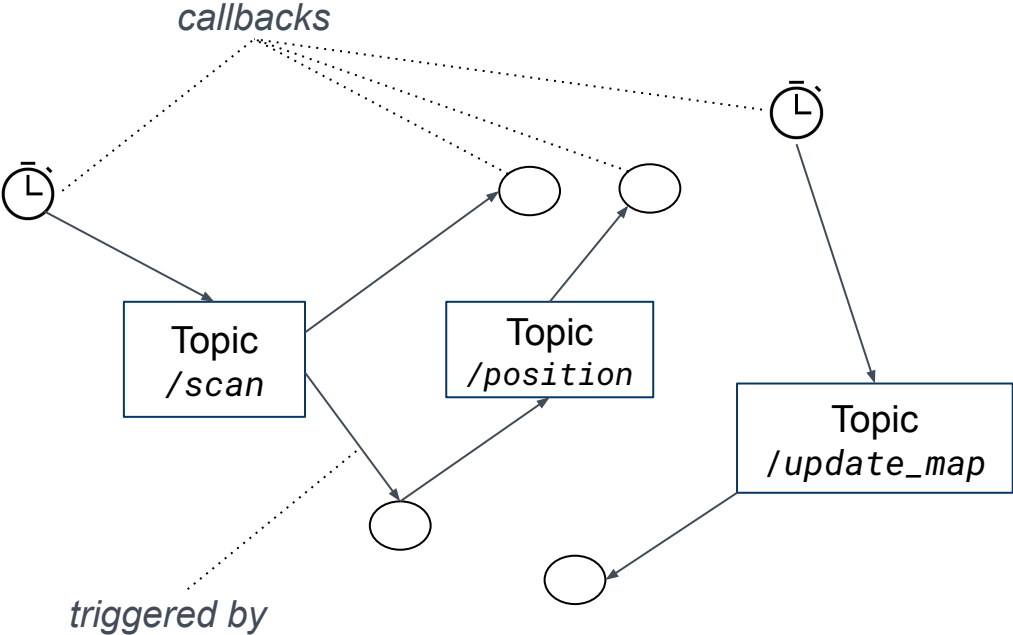 callbacks
Topic
/scan
Topic
/position
Topic
/update_map
triggered by